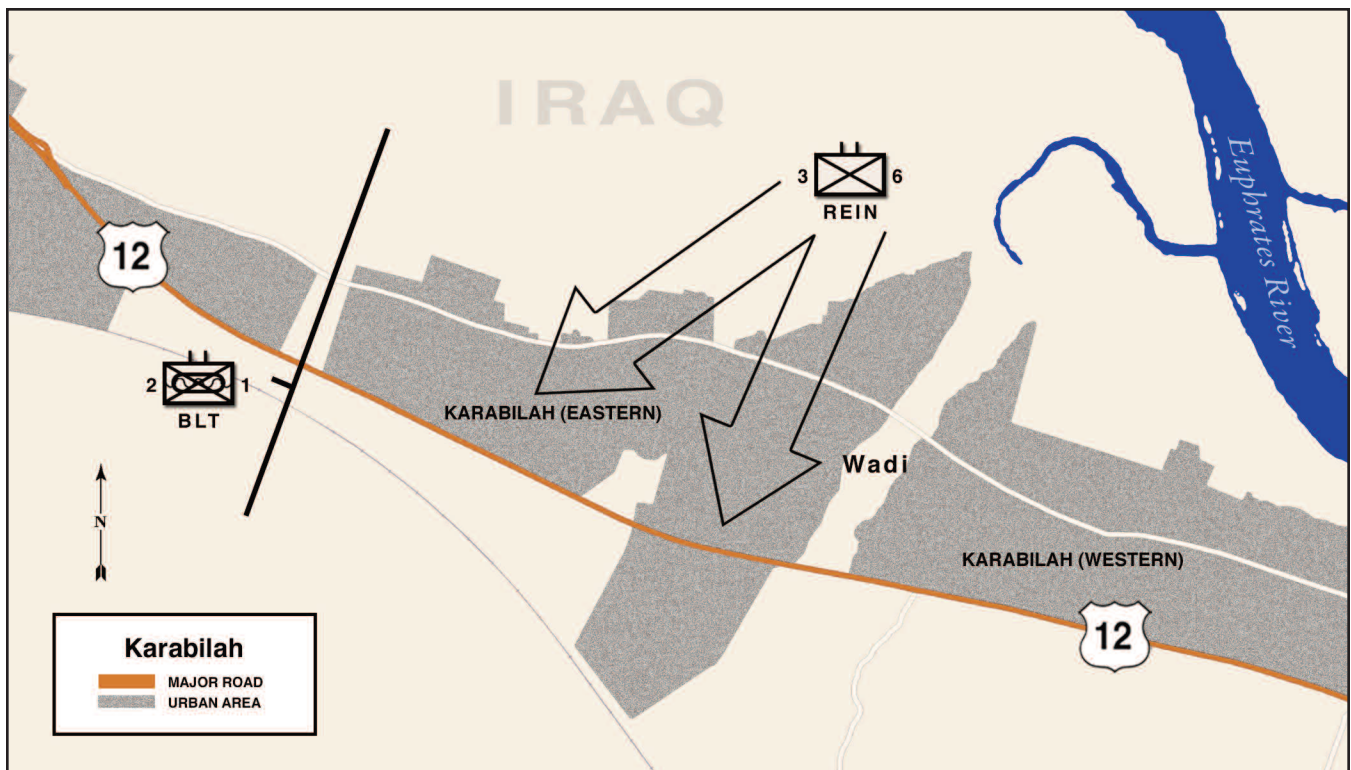 IRAQ
3 6
REIN
Euphrates River
12
2 1
BLT
KARABILAH (EASTERN)
Wadi
N
KARABILAH (WESTERN)
12
Karabilah
MAJOR ROAD
URBAN AREA